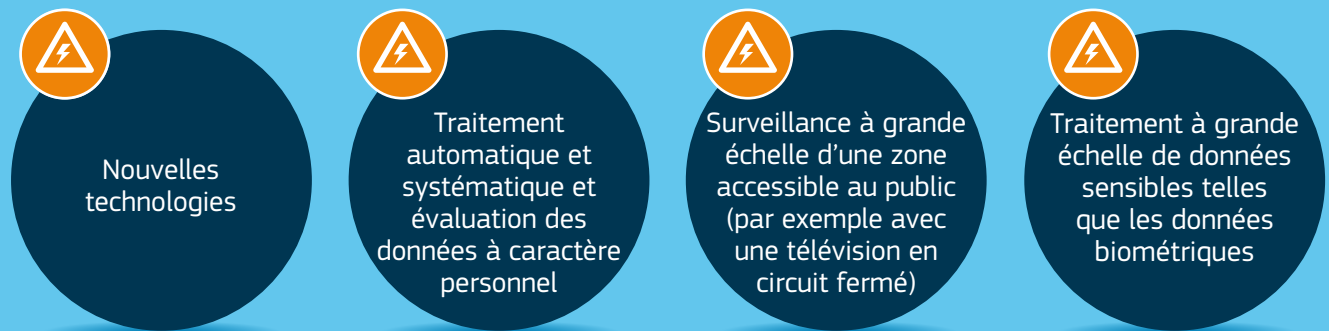 Nouvelles
technologies
Traitement
automatique et
systématique et
évaluation des
données à caractère
personnel
Surveillance à grande
échelle d’une zone
accessible au public
(par exemple avec
une télévision en
circuit fermé)
Traitement à grande
échelle de données
sensibles telles
que les données
biométriques